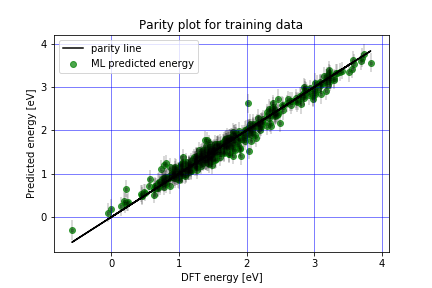 Parity plot for training data
parity line
ML predicted energy
Predicted energy [eV]
4
3
2
1
0
0
1
2
3
4
DFT energy [eV]